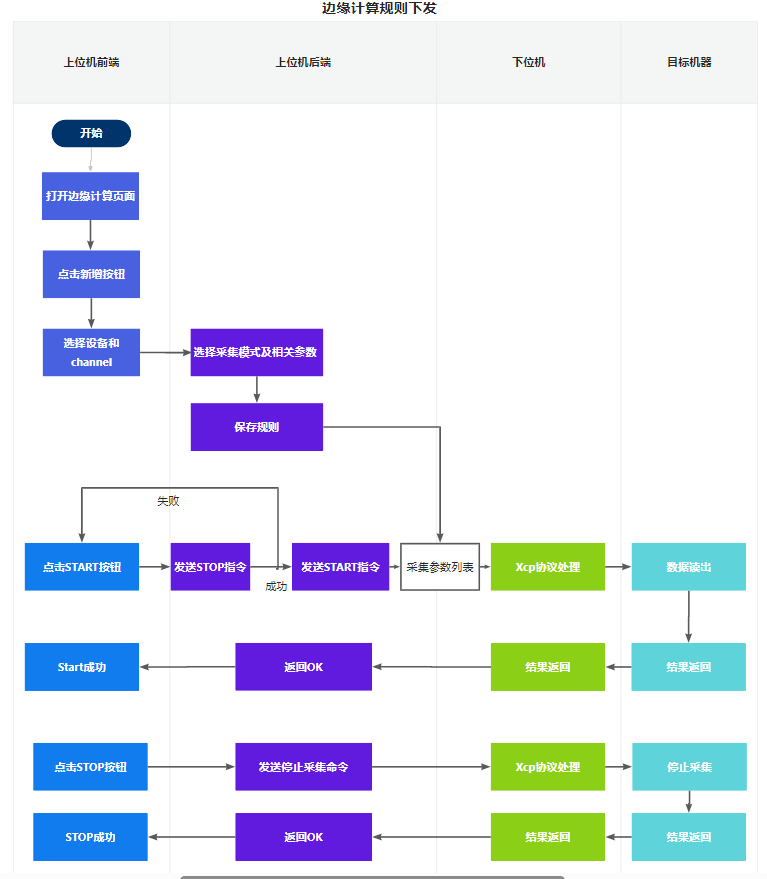 边缘计算规则下发
上位机前端
上位机后端
下位机
目标机器
开始
打开边缘计算页面
点击新增按钮
选择设备和
channel
选择采集模式及相关参数
保存规则
失败
点击START按钮
发送STOP指令
成功
发送START指令
采集参数列表
Xcp协议处理
数据读出
Start成功
返回OK
结果返回
结果返回
点击STOP按钮
发送停止采集命令
Xcp协议处理
停止采集
STOP成功
返回OK
结果返回
结果返回